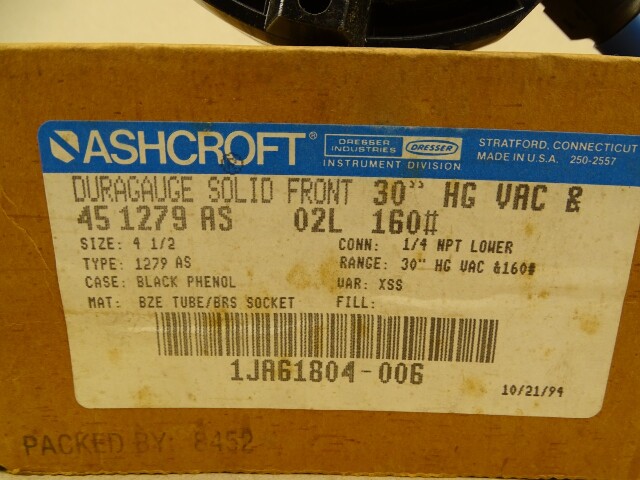 ASHCROFT®
DRESSER INDUSTRIES
DRESSER
INSTRUMENT DIVISION
STRATFORD, CONNECTICUT
MADE IN U.S.A. 250-2557
DURAGAUGE SOLID FRONT 30" HG VAC &
45 1279 AS 02L 160#
SIZE: 4 1/2 CONN: 1/4 NPT LOWER
TYPE: 1279 AS RANGE: 30" HG VAC &160#
CASE: BLACK PHENOL VAR: XSS
MAT: BZE TUBE/BRS SOCKET FILL:
1JA61804-006
10/21/94
PACKED BY: 8452